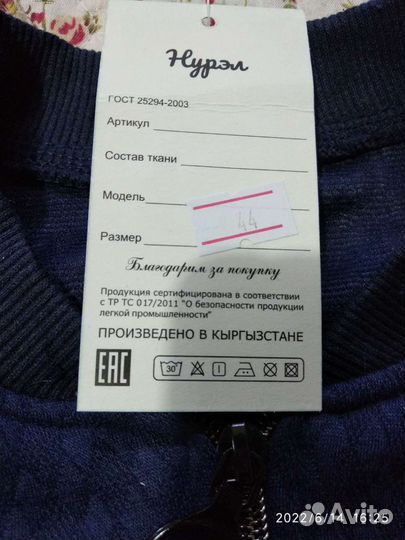 Нурэл
ГОСТ 25294-2003
Артикул
Состав ткани
Модель
44
Размер
Благодарим за покупку
Продукция сертифицирована в соответствии
с ТР ТС 017/2011 "О безопасности продукции
легкой промышленности"
ПРОИЗВЕДЕНО В КЫРГЫЗСТАНЕ
ЕАС
30
2022/6/14 16:25
Avito